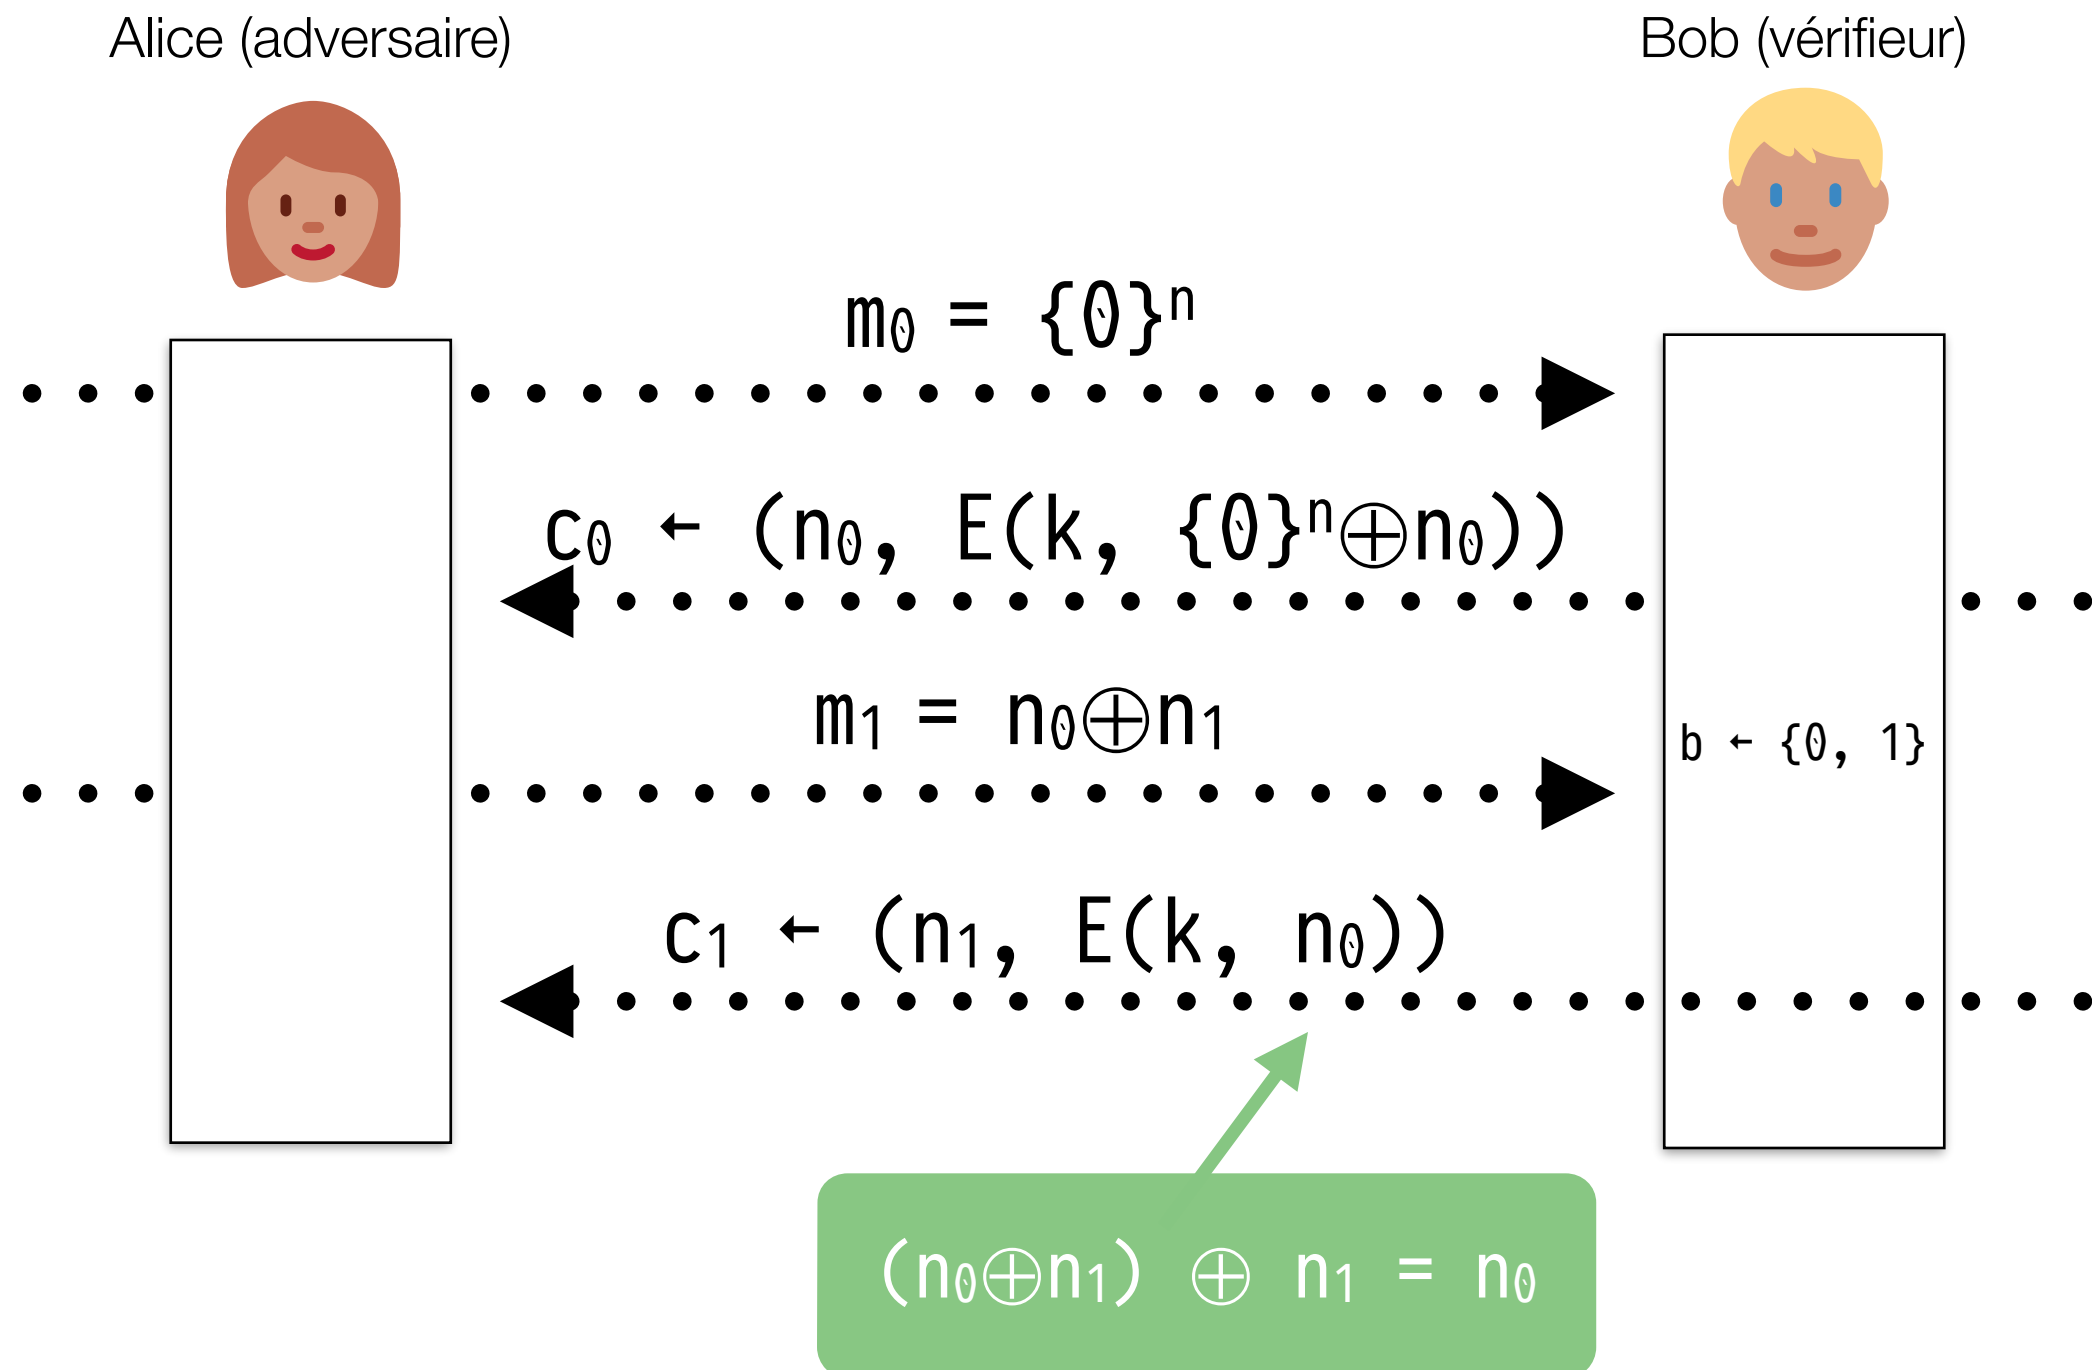 Alice (adversaire)
Bob (vérifieur)
m₀ = {0}ⁿ
c₀ ← (n₀, E(k, {0}ⁿ⊕n₀))
m₁ = n₀⊕n₁
b ← {0, 1}
c₁ ← (n₁, E(k, n₀))
(n₀⊕n₁) ⊕ n₁ = n₀